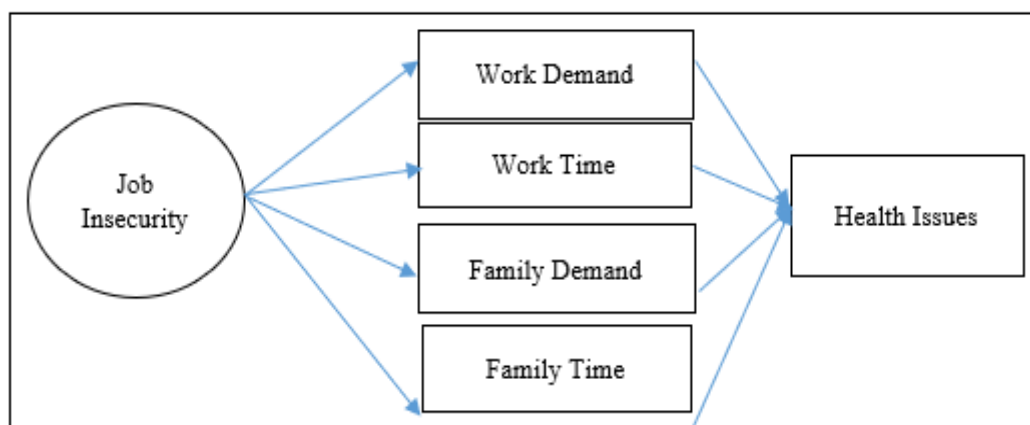 Job
Insecurity
Work Demand
Work Time
Family Demand
Family Time
Health Issues